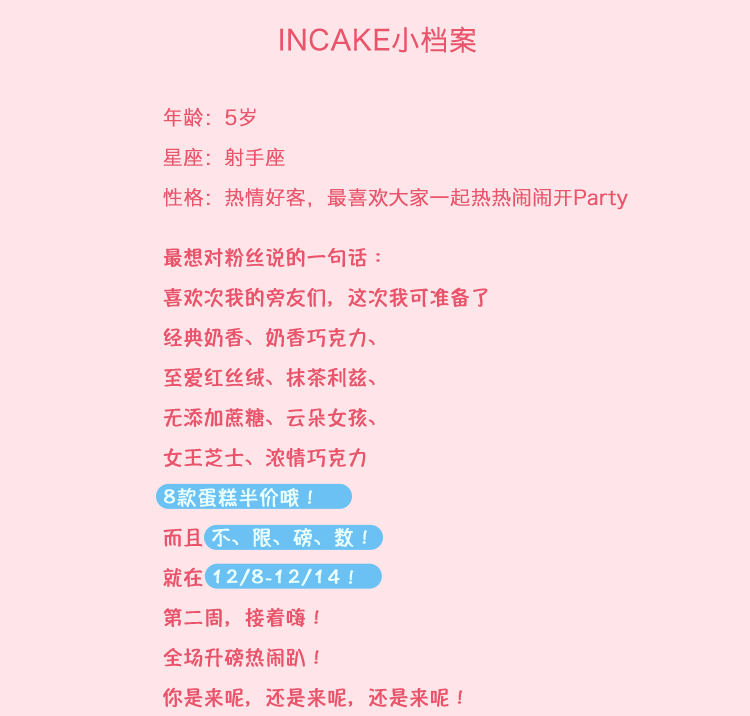 INCAKE小档案
年龄：5岁
星座：射手座
性格：热情好客，最喜欢大家一起热热闹闹开Party
最想对粉丝说的一句话：
喜欢次我的旁友们，这次我可准备了
经典奶香、奶香巧克力、
至爱红丝绒、抹茶利兹、
无添加蔗糖、云朵女孩、
女王芝士、浓情巧克力
8款蛋糕半价哦！
而且不、限、磅、数！
就在12/8-12/14！
第二周，接着嗨！
全场升磅热闹趴！
你是来呢，还是来呢，还是来呢！